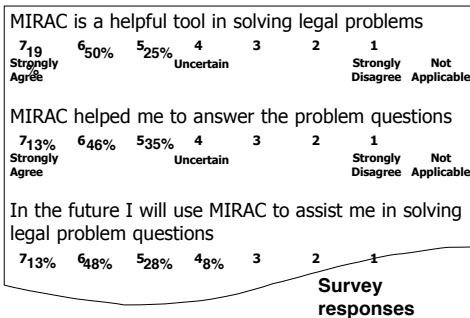 MIRAC is a helpful tool in solving legal problems
7 19% 6 50% 5 25% 4 3 2 1
Strongly Agree Uncertain Strongly Disagree Not Applicable
MIRAC helped me to answer the problem questions
7 13% 6 46% 5 35% 4 3 2 1
Strongly Agree Uncertain Strongly Disagree Not Applicable
In the future I will use MIRAC to assist me in solving
legal problem questions
7 13% 6 48% 5 28% 4 8% 3 2 1
Survey
responses